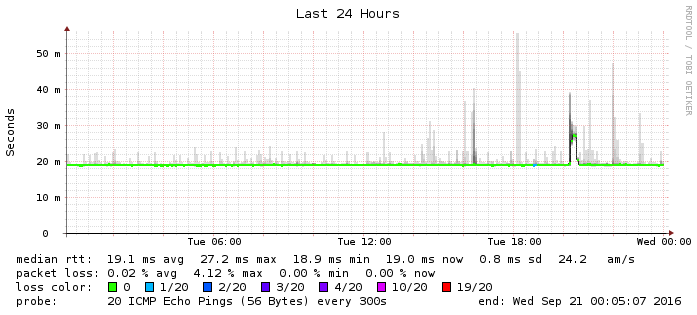 Last 24 Hours
RRDTOOL / TOBI OETIKER
Seconds
50 m
40 m
30 m
20 m
10 m
0
Tue 06:00 Tue 12:00 Tue 18:00 Wed 00:00
median rtt: 19.1 ms avg 27.2 ms max 18.9 ms min 19.0 ms now 0.8 ms sd 24.2 am/s
packet loss: 0.02 % avg 4.12 % max 0.00 % min 0.00 % now
loss color: 0 1/20 2/20 3/20 4/20 10/20 19/20
probe: 20 ICMP Echo Pings (56 Bytes) every 300s end: Wed Sep 21 00:05:07 2016